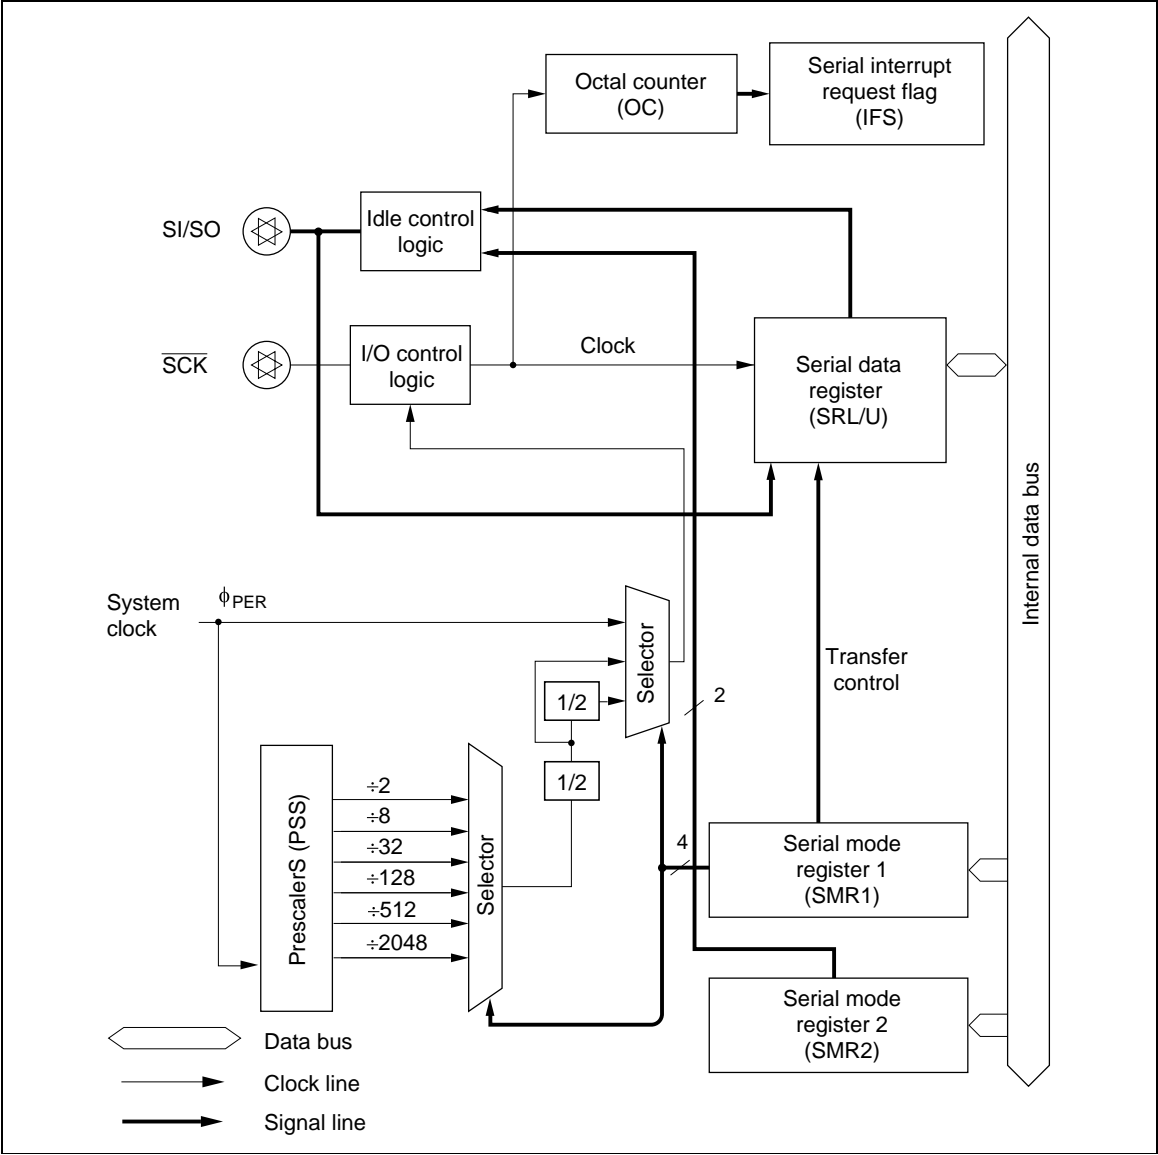 Octal counter
(OC)
Serial interrupt
request flag
(IFS)
SI/SO
Idle control
logic
SCK
I/O control
logic
Clock
Serial data
register
(SRL/U)
Internal data bus
System
clock
ϕPER
Selector
Transfer
control
1/2
2
1/2
PrescalerS (PSS)
÷2
÷8
÷32
÷128
÷512
÷2048
Selector
4
Serial mode
register 1
(SMR1)
Serial mode
register 2
(SMR2)
Data bus
Clock line
Signal line